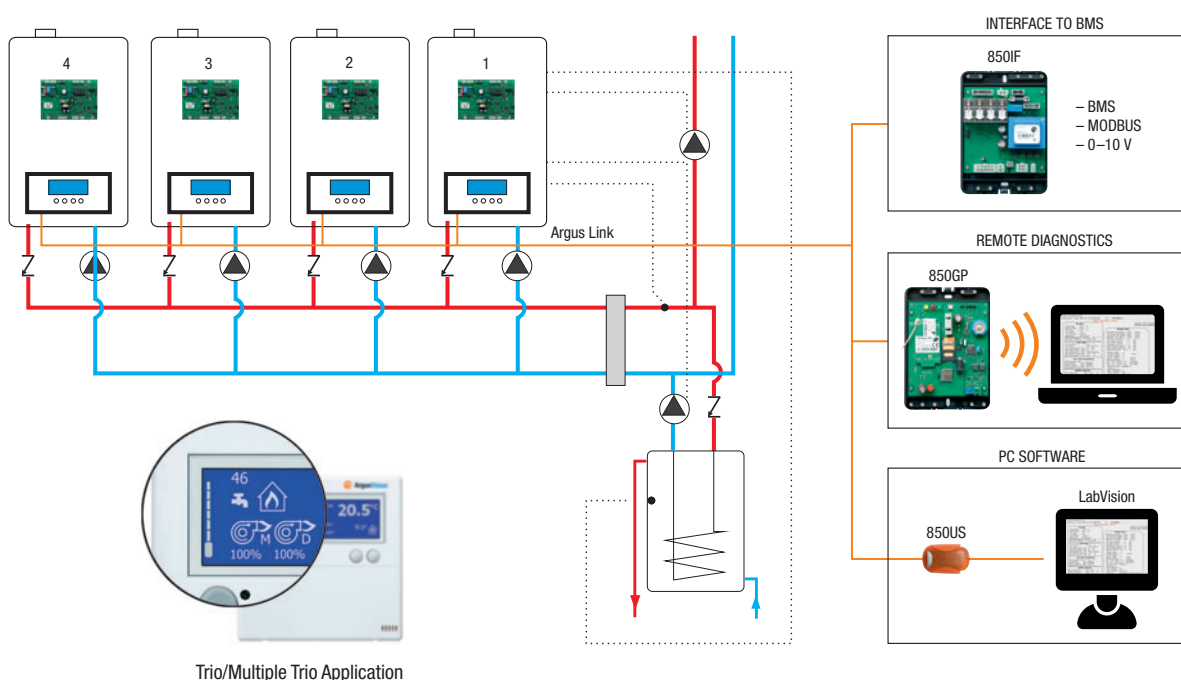 INTERFACE TO BMS
850IF
– BMS
– MODBUS
– 0–10 V
4
3
2
1
Argus Link
REMOTE DIAGNOSTICS
850GP
PC SOFTWARE
LabVision
850US
46
M
D
100%
100%
ArgusVision
20.5°C
Trio/Multiple Trio Application